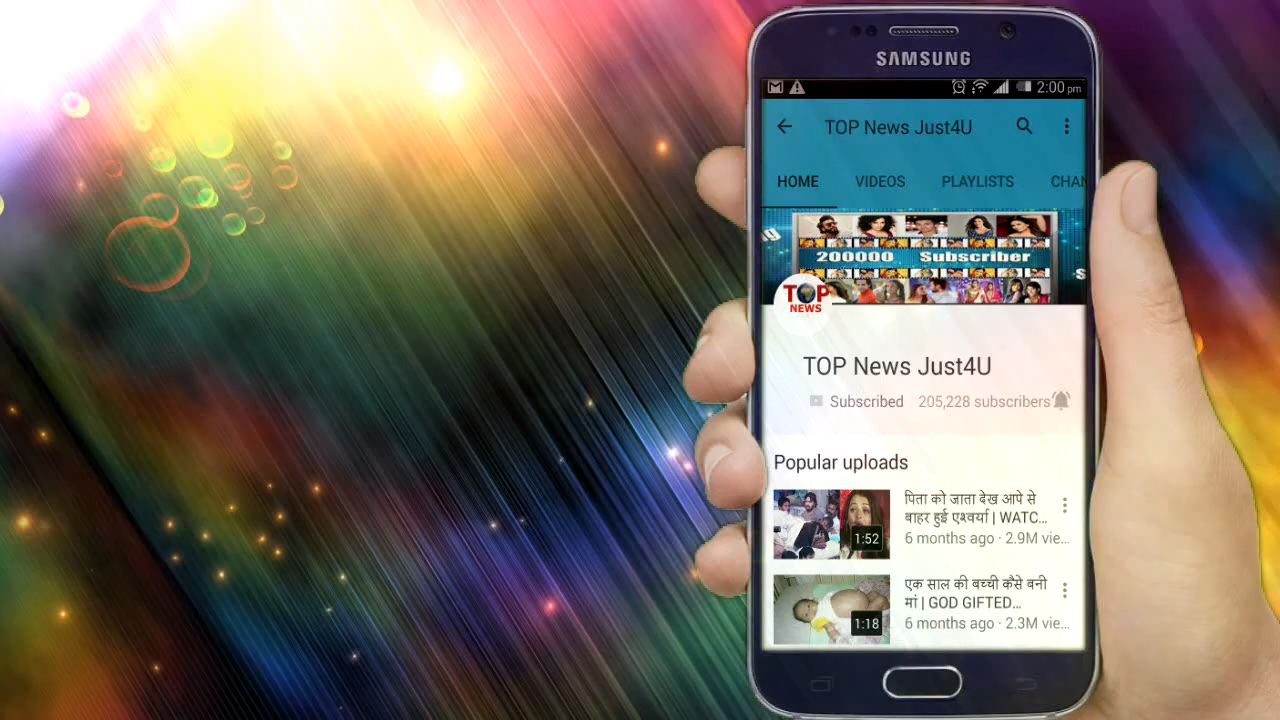 SAMSUNG
2:00 pm
TOP News Just4U
HOME VIDEOS PLAYLISTS CHAN
200000 Subscriber
TOP
NEWS
TOP News Just4U
Subscribed 205,228 subscribers
Popular uploads
पिता को जाता देख आपे से
बाहर हुई एश्वर्या | WATC...
1:52
6 months ago · 2.9M vie...
एक साल की बच्ची कैसे बनी
मां | GOD GIFTED...
1:18
6 months ago · 2.3M vie...